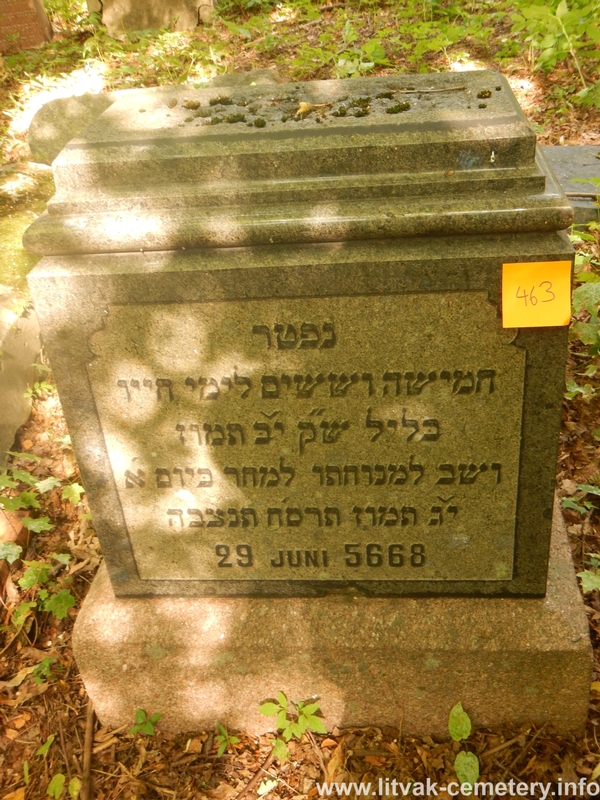 463
נפטר
חמישה וששים לימי חייו
בליל ש״ק י״ב תמוז
ושב למנוחתו למחר ביום א׳
י״ג תמוז תרס״ח תנצבה
29 JUNI 5668
www.litvak-cemetery.info